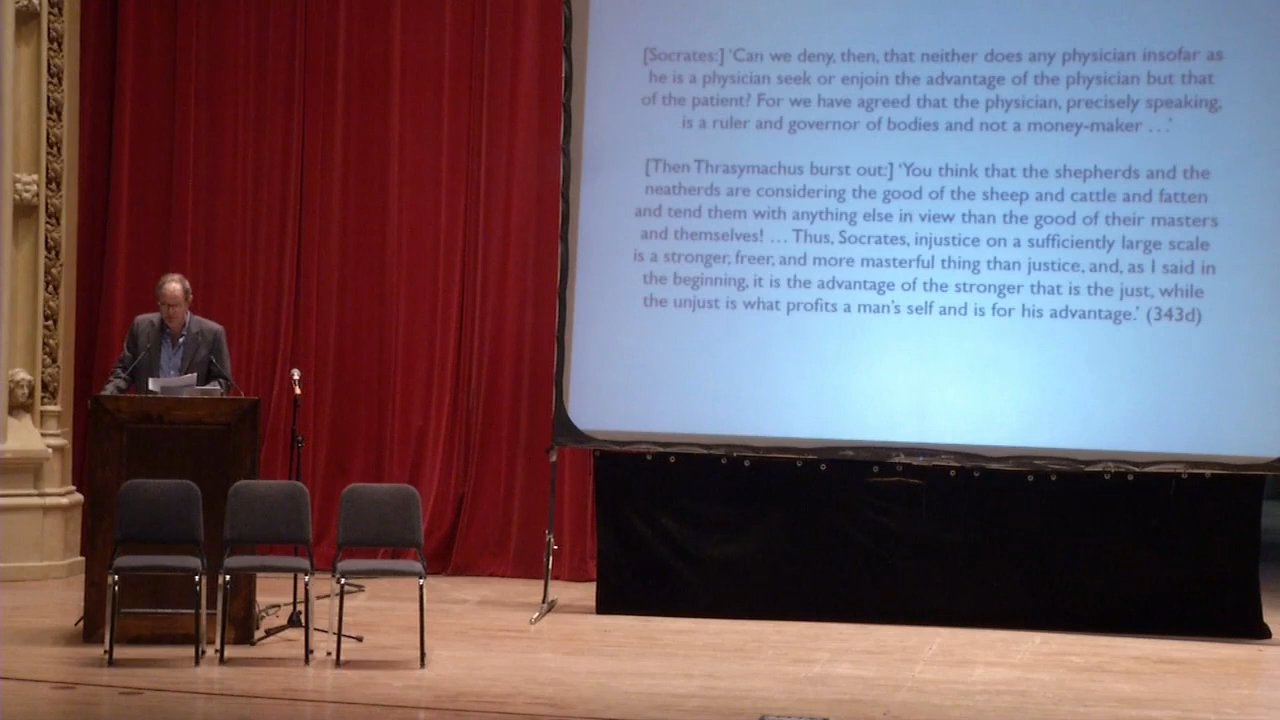 [Socrates:] ‘Can we deny, then, that neither does any physician insofar as
he is a physician seek or enjoin the advantage of the physician but that
of the patient? For we have agreed that the physician, precisely speaking,
is a ruler and governor of bodies and not a money-maker …’
[Then Thrasymachus burst out:] ‘You think that the shepherds and the
neatherds are considering the good of the sheep and cattle and fatten
and tend them with anything else in view than the good of their masters
and themselves! … Thus, Socrates, injustice on a sufficiently large scale
is a stronger, freer, and more masterful thing than justice, and, as I said in
the beginning, it is the advantage of the stronger that is the just, while
the unjust is what profits a man’s self and is for his advantage.’ (343d)